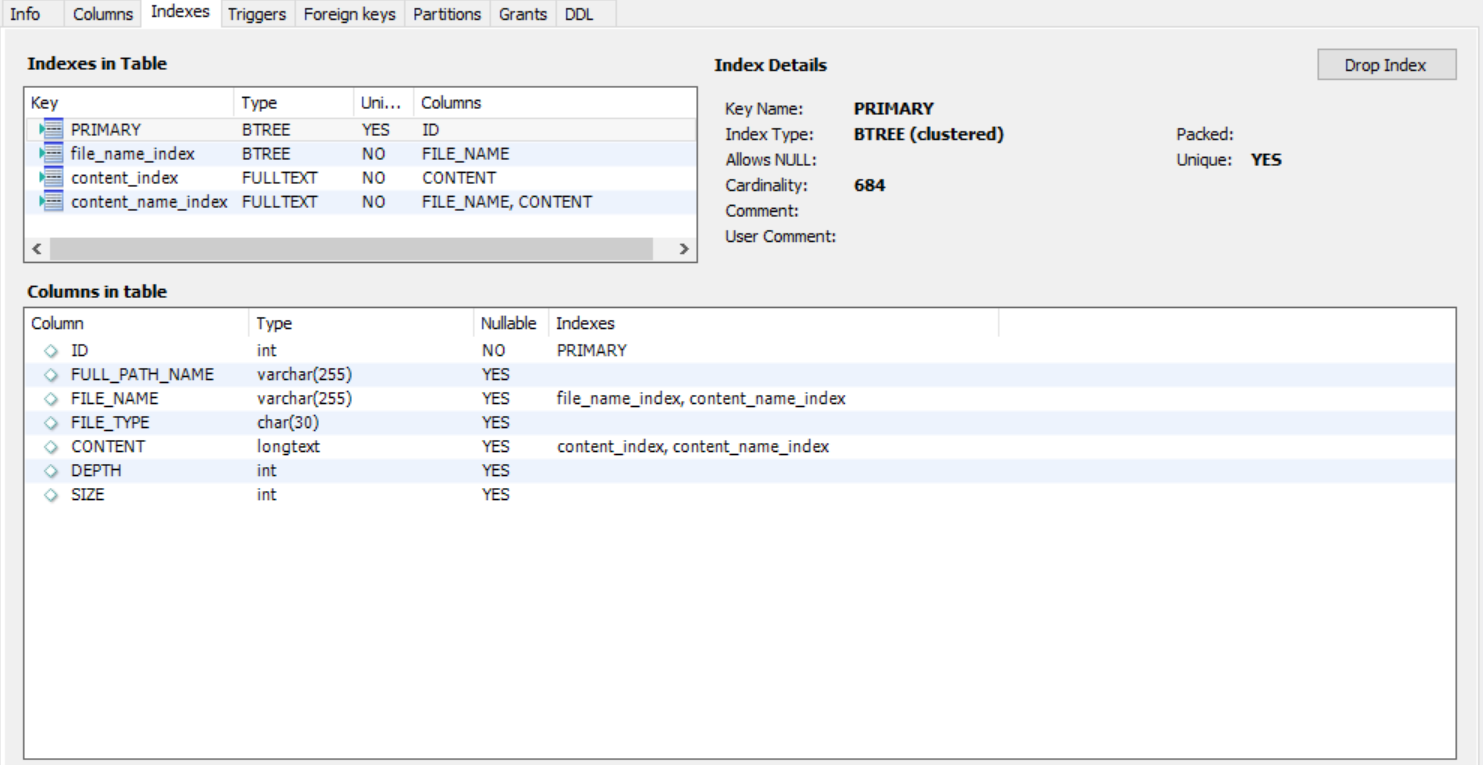 Info Columns Indexes Triggers Foreign keys Partitions Grants DDL
Indexes in Table
Key Type Uni... Columns
PRIMARY BTREE YES ID
file_name_index BTREE NO FILE_NAME
content_index FULLTEXT NO CONTENT
content_name_index FULLTEXT NO FILE_NAME, CONTENT
Index Details
Drop Index
Key Name: PRIMARY
Index Type: BTREE (clustered) Packed:
Allows NULL: Unique: YES
Cardinality: 684
Comment:
User Comment:
Columns in table
Column Type Nullable Indexes
ID int NO PRIMARY
FULL_PATH_NAME varchar(255) YES
FILE_NAME varchar(255) YES file_name_index, content_name_index
FILE_TYPE char(30) YES
CONTENT longtext YES content_index, content_name_index
DEPTH int YES
SIZE int YES